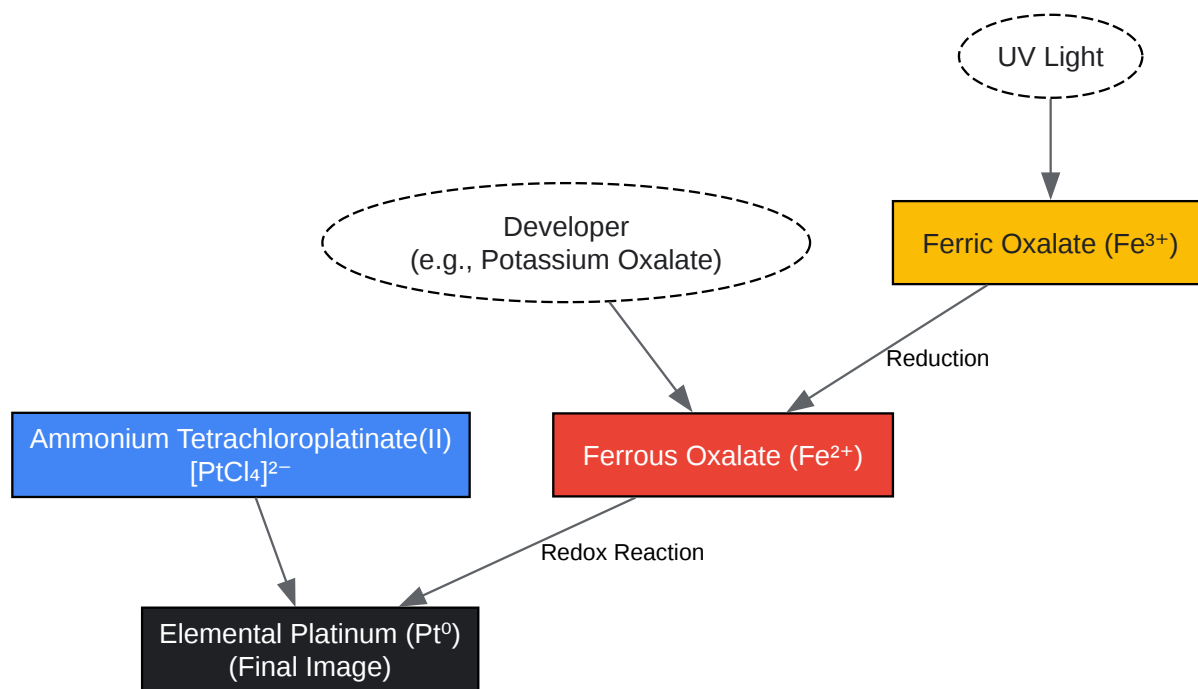 UV Light
Developer
(e.g., Potassium Oxalate)
Ferric Oxalate (Fe³⁺)
Reduction
Ammonium Tetrachloroplatinate(II)
[PtCl₄]²⁻
Ferrous Oxalate (Fe²⁺)
Redox Reaction
Elemental Platinum (Pt⁰)
(Final Image)